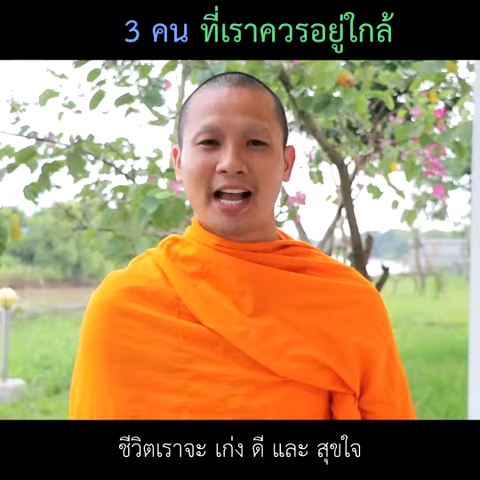 3 คน ที่เราควรอยู่ใกล้
ชีวิตเราจะ เก่ง ดี และ สุขใจ